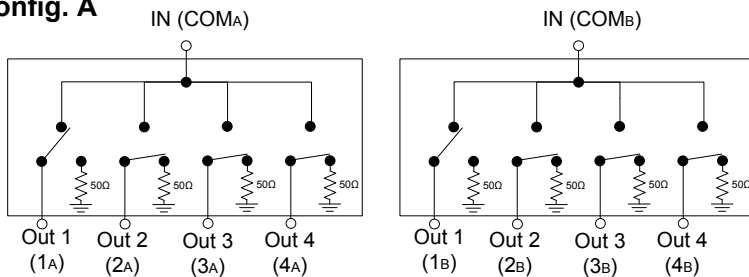 onfig. A
IN (COMA)
IN (COMB)
50Ω 50Ω 50Ω 50Ω
50Ω 50Ω 50Ω 50Ω
Out 1 Out 2 Out 3 Out 4
(1A) (2A) (3A) (4A)
Out 1 Out 2 Out 3 Out 4
(1B) (2B) (3B) (4B)